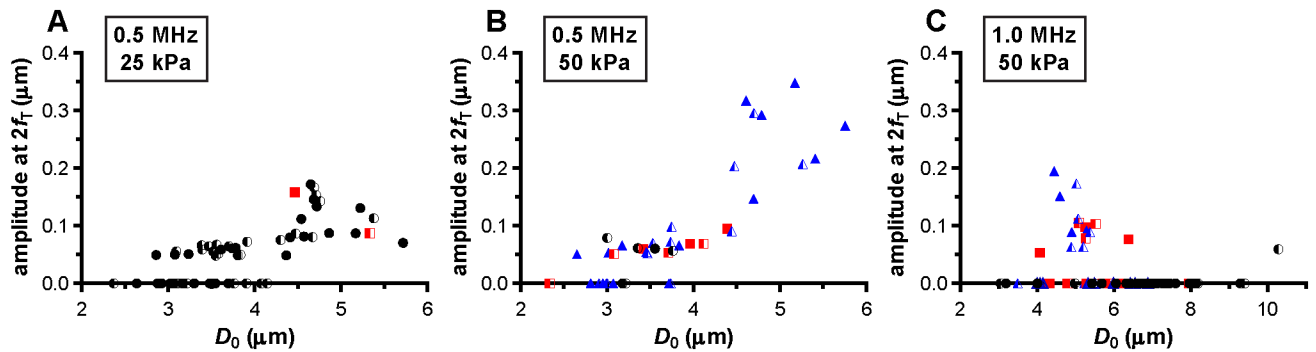 A
0.5 MHz
25 kPa
amplitude at 2fT (μm)
0.4
0.3
0.2
0.1
0.0
2 3 4 5 6
D0 (μm)
B
0.5 MHz
50 kPa
amplitude at 2fT (μm)
0.4
0.3
0.2
0.1
0.0
2 3 4 5 6
D0 (μm)
C
1.0 MHz
50 kPa
amplitude at 2fT (μm)
0.4
0.3
0.2
0.1
0.0
2 4 6 8 10
D0 (μm)